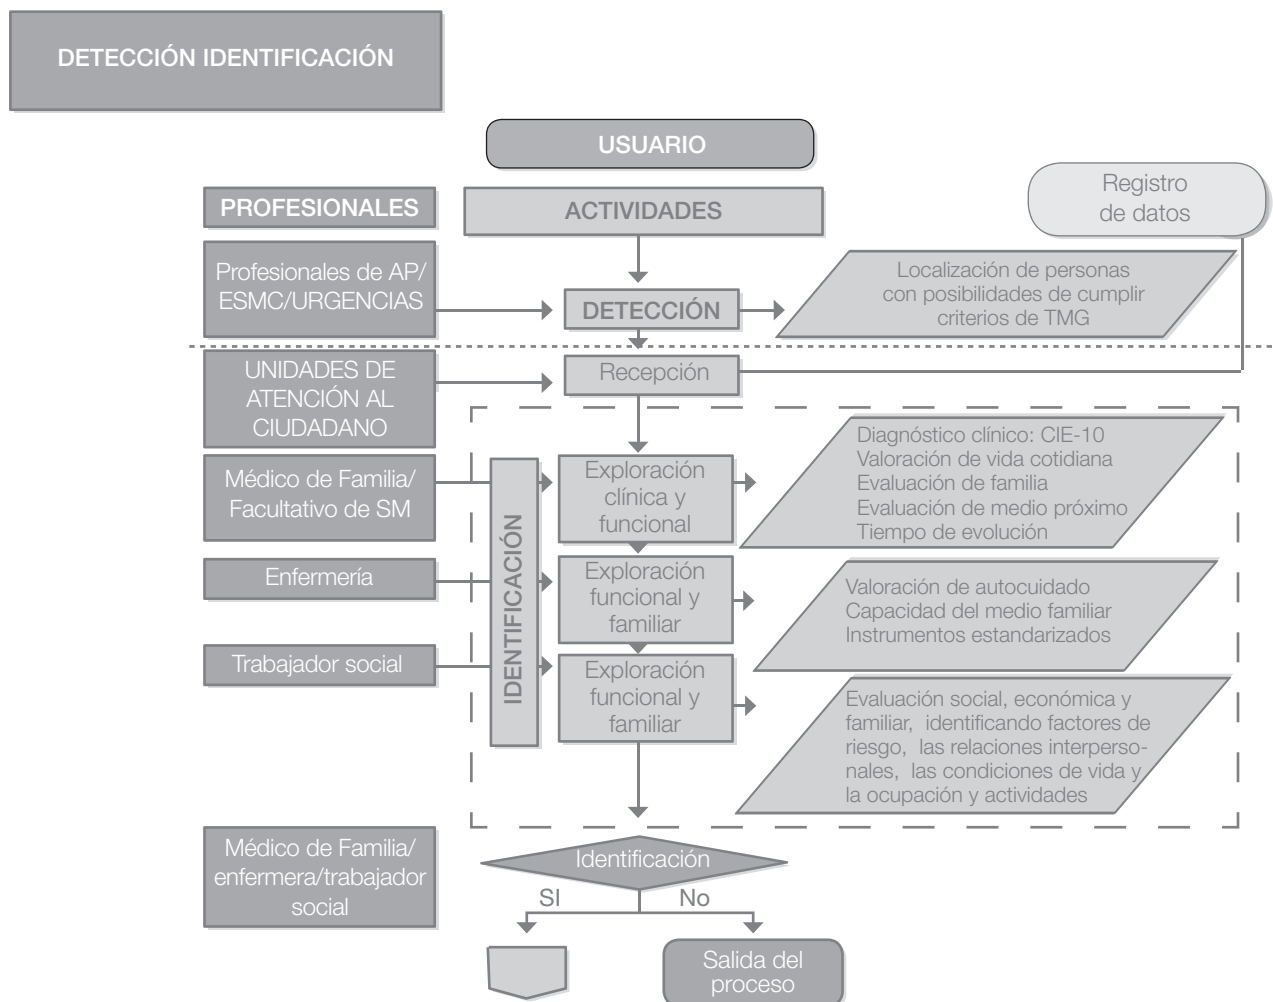 DETECCIÓN IDENTIFICACIÓN
USUARIO
Registro
de datos
PROFESIONALES
ACTIVIDADES
Profesionales de AP/
ESMC/URGENCIAS
DETECCIÓN
Localización de personas
con posibilidades de cumplir
criterios de TMG
UNIDADES DE
ATENCIÓN AL
CIUDADANO
Recepción
Médico de Familia/
Facultativo de SM
IDENTIFICACIÓN
Exploración
clínica y
funcional
Diagnóstico clínico: CIE-10
Valoración de vida cotidiana
Evaluación de familia
Evaluación de medio próximo
Tiempo de evolución
Enfermería
Exploración
funcional y
familiar
Valoración de autocuidado
Capacidad del medio familiar
Instrumentos estandarizados
Trabajador social
Exploración
funcional y
familiar
Evaluación social, económica y
familiar, identificando factores de
riesgo, las relaciones interperso-
nales, las condiciones de vida y
la ocupación y actividades
Médico de Familia/
enfermera/trabajador
social
Identificación
SI
No
Salida del
proceso